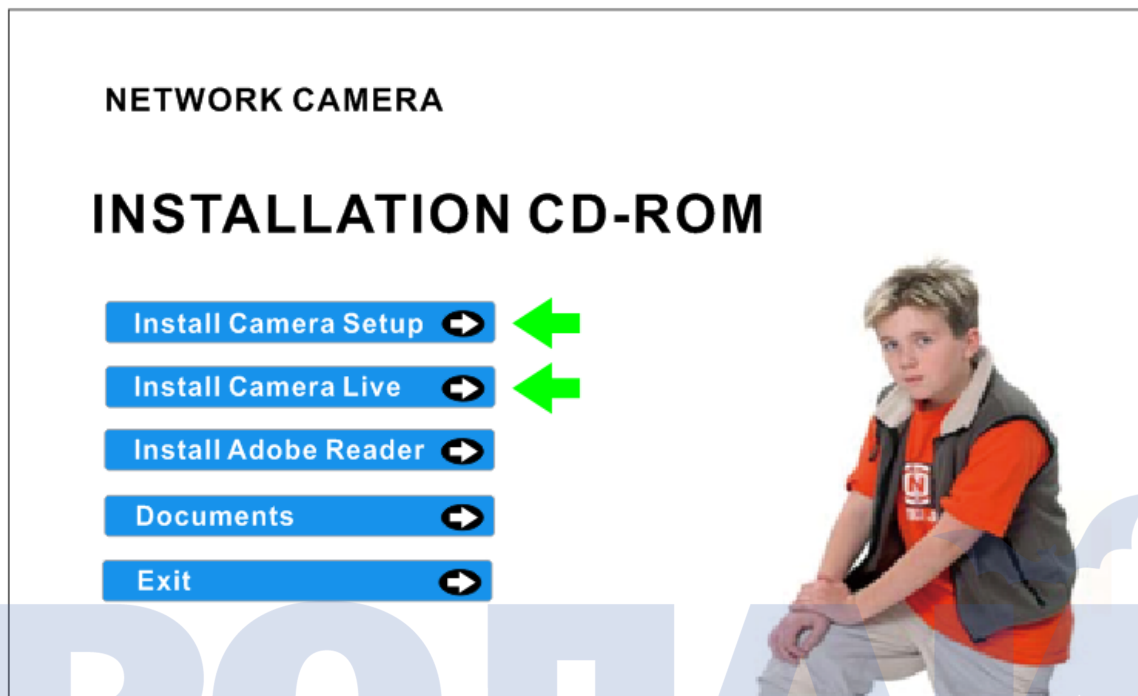 NETWORK CAMERA
INSTALLATION CD-ROM
Install Camera Setup
Install Camera Live
Install Adobe Reader
Documents
Exit
N